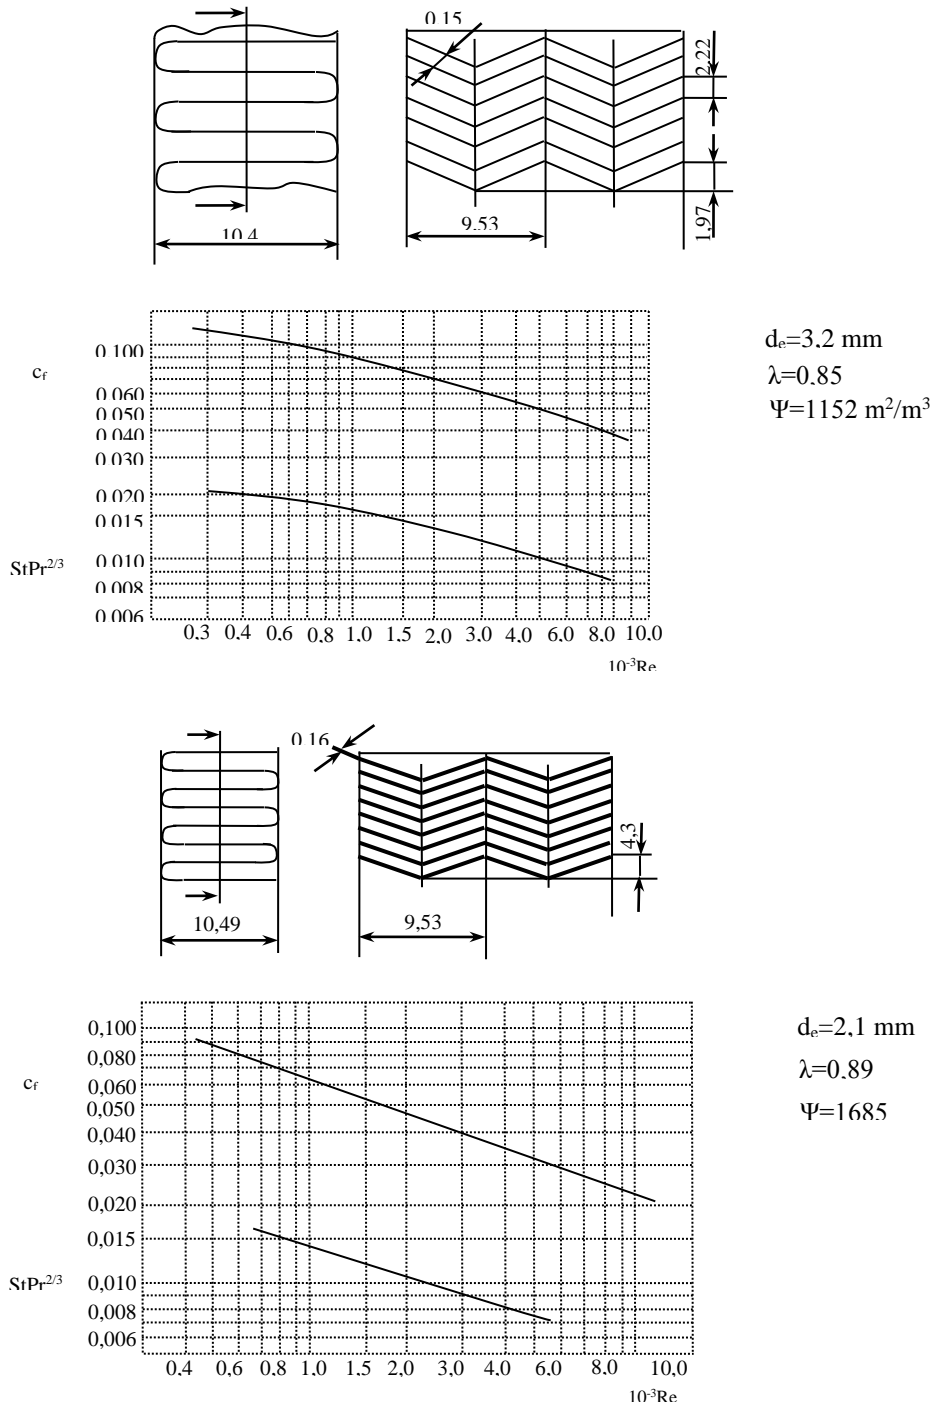 0.15
2,22
10.4
9.53
1,97
d_e=3.2 mm
λ=0.85
Ψ=1152 m²/m³
c_f
0.100
0.060
0.050
0.040
0.030
0.020
0.015
0.010
0.008
0.006
StPr^2/3
0,3 0,4 0,6 0,8 1,0 1,5 2,0 3,0 4,0 6,0 8,0 10,0
10⁻³Re
0.16
4,3
10,49
9,53
d_e=2,1 mm
λ=0.89
Ψ=1685
c_f
0,100
0,080
0,060
0,050
0,040
0,030
0,020
0,015
0,010
0,008
0,006
StPr^2/3
0,4 0,6 0,8 1,0 1,5 2,0 3,0 4,0 6,0 8,0 10,0
10⁻³Re